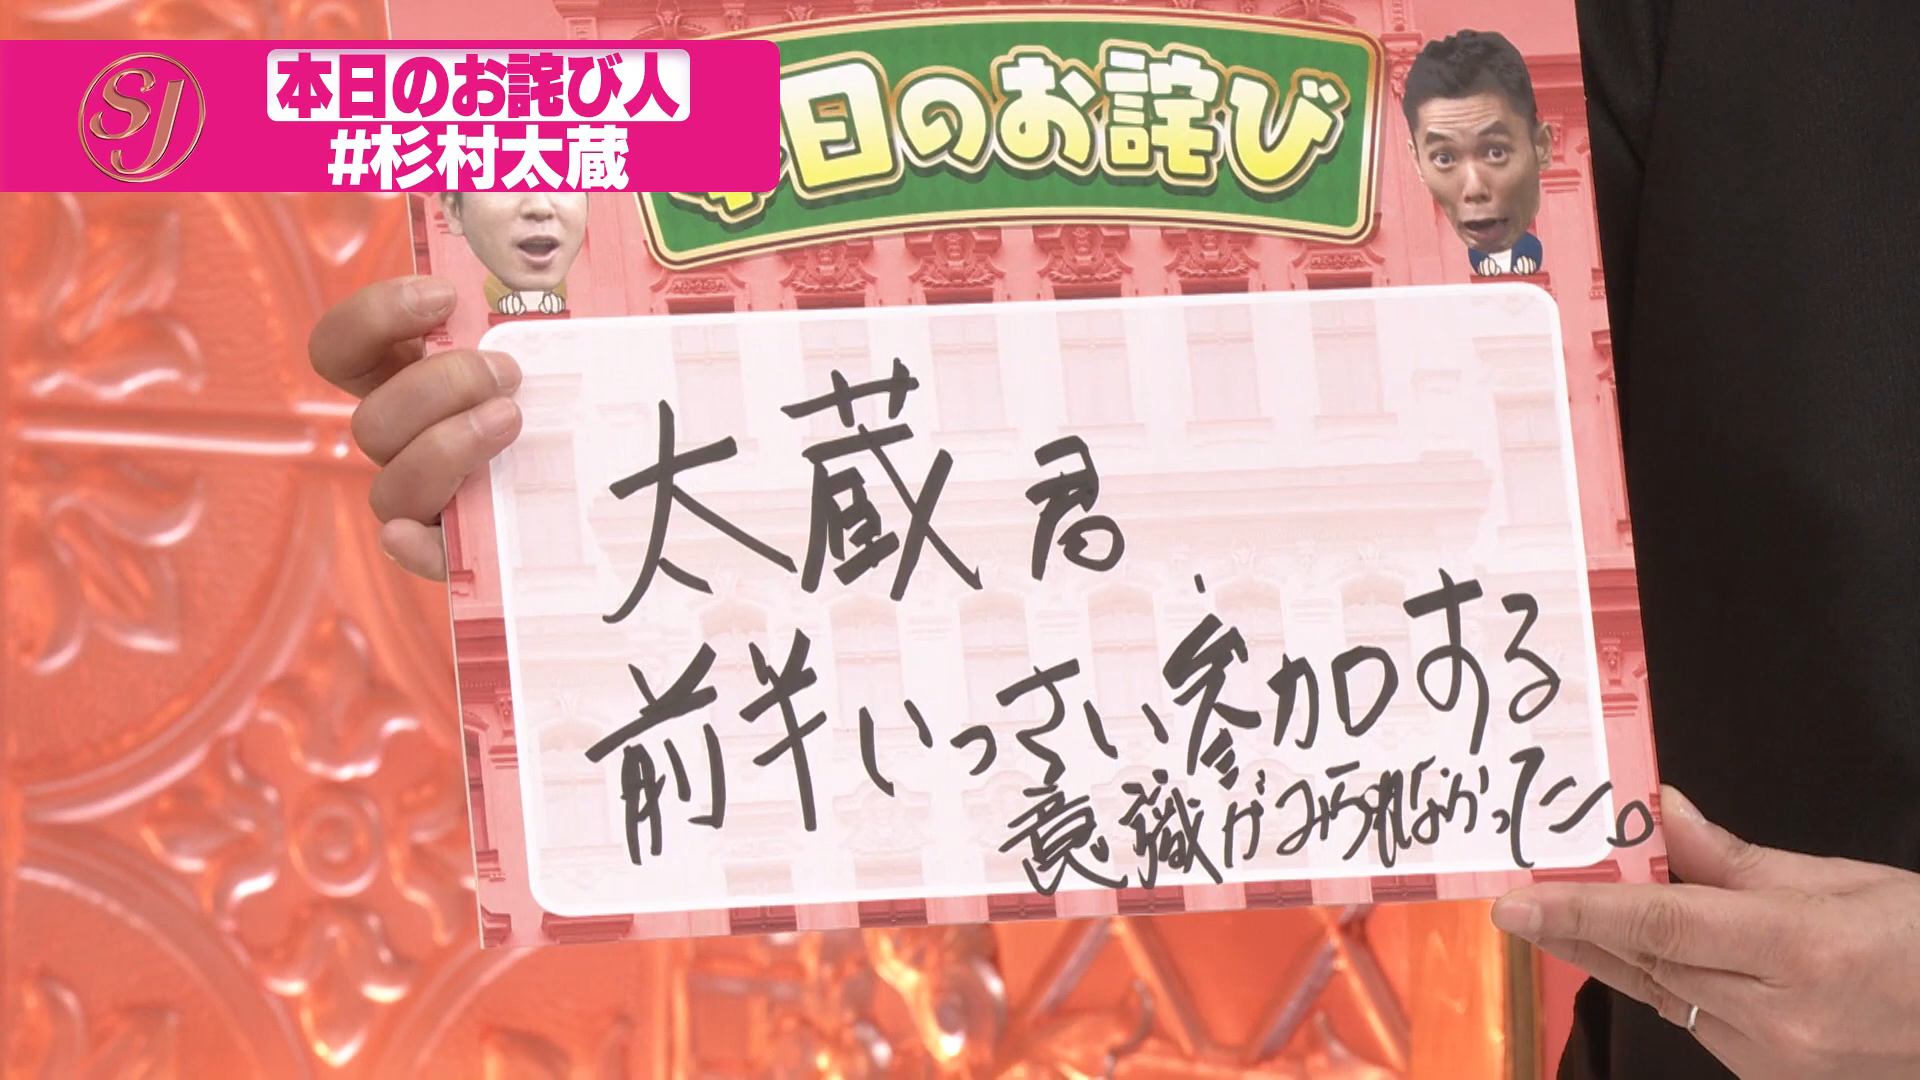 SJ
本日のお詫び人
#杉村太蔵
本日のお詫び
太蔵君
前半いっさい参加する
意識がみられなかった。